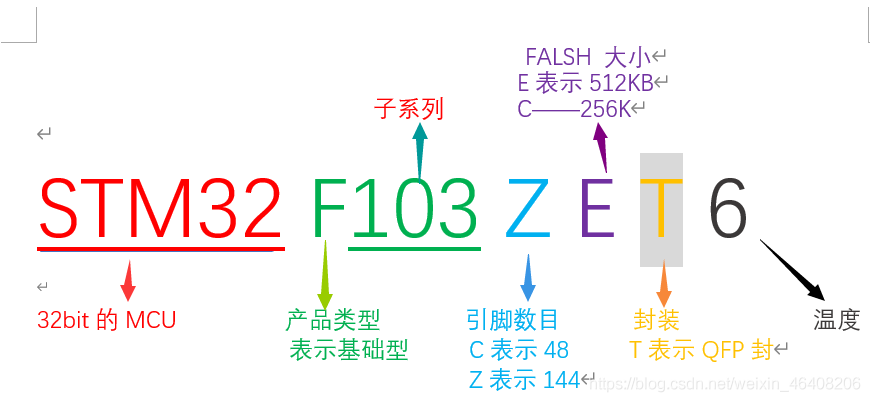 FALSH 大小
E 表示 512KB
C——256K
子系列
STM32 F103 Z E T 6
32bit 的 MCU
产品类型
表示基础型
引脚数目
C 表示 48
Z 表示 144
封装
T 表示 QFP 封
温度
https://blog.csdn.net/weixin_46408206